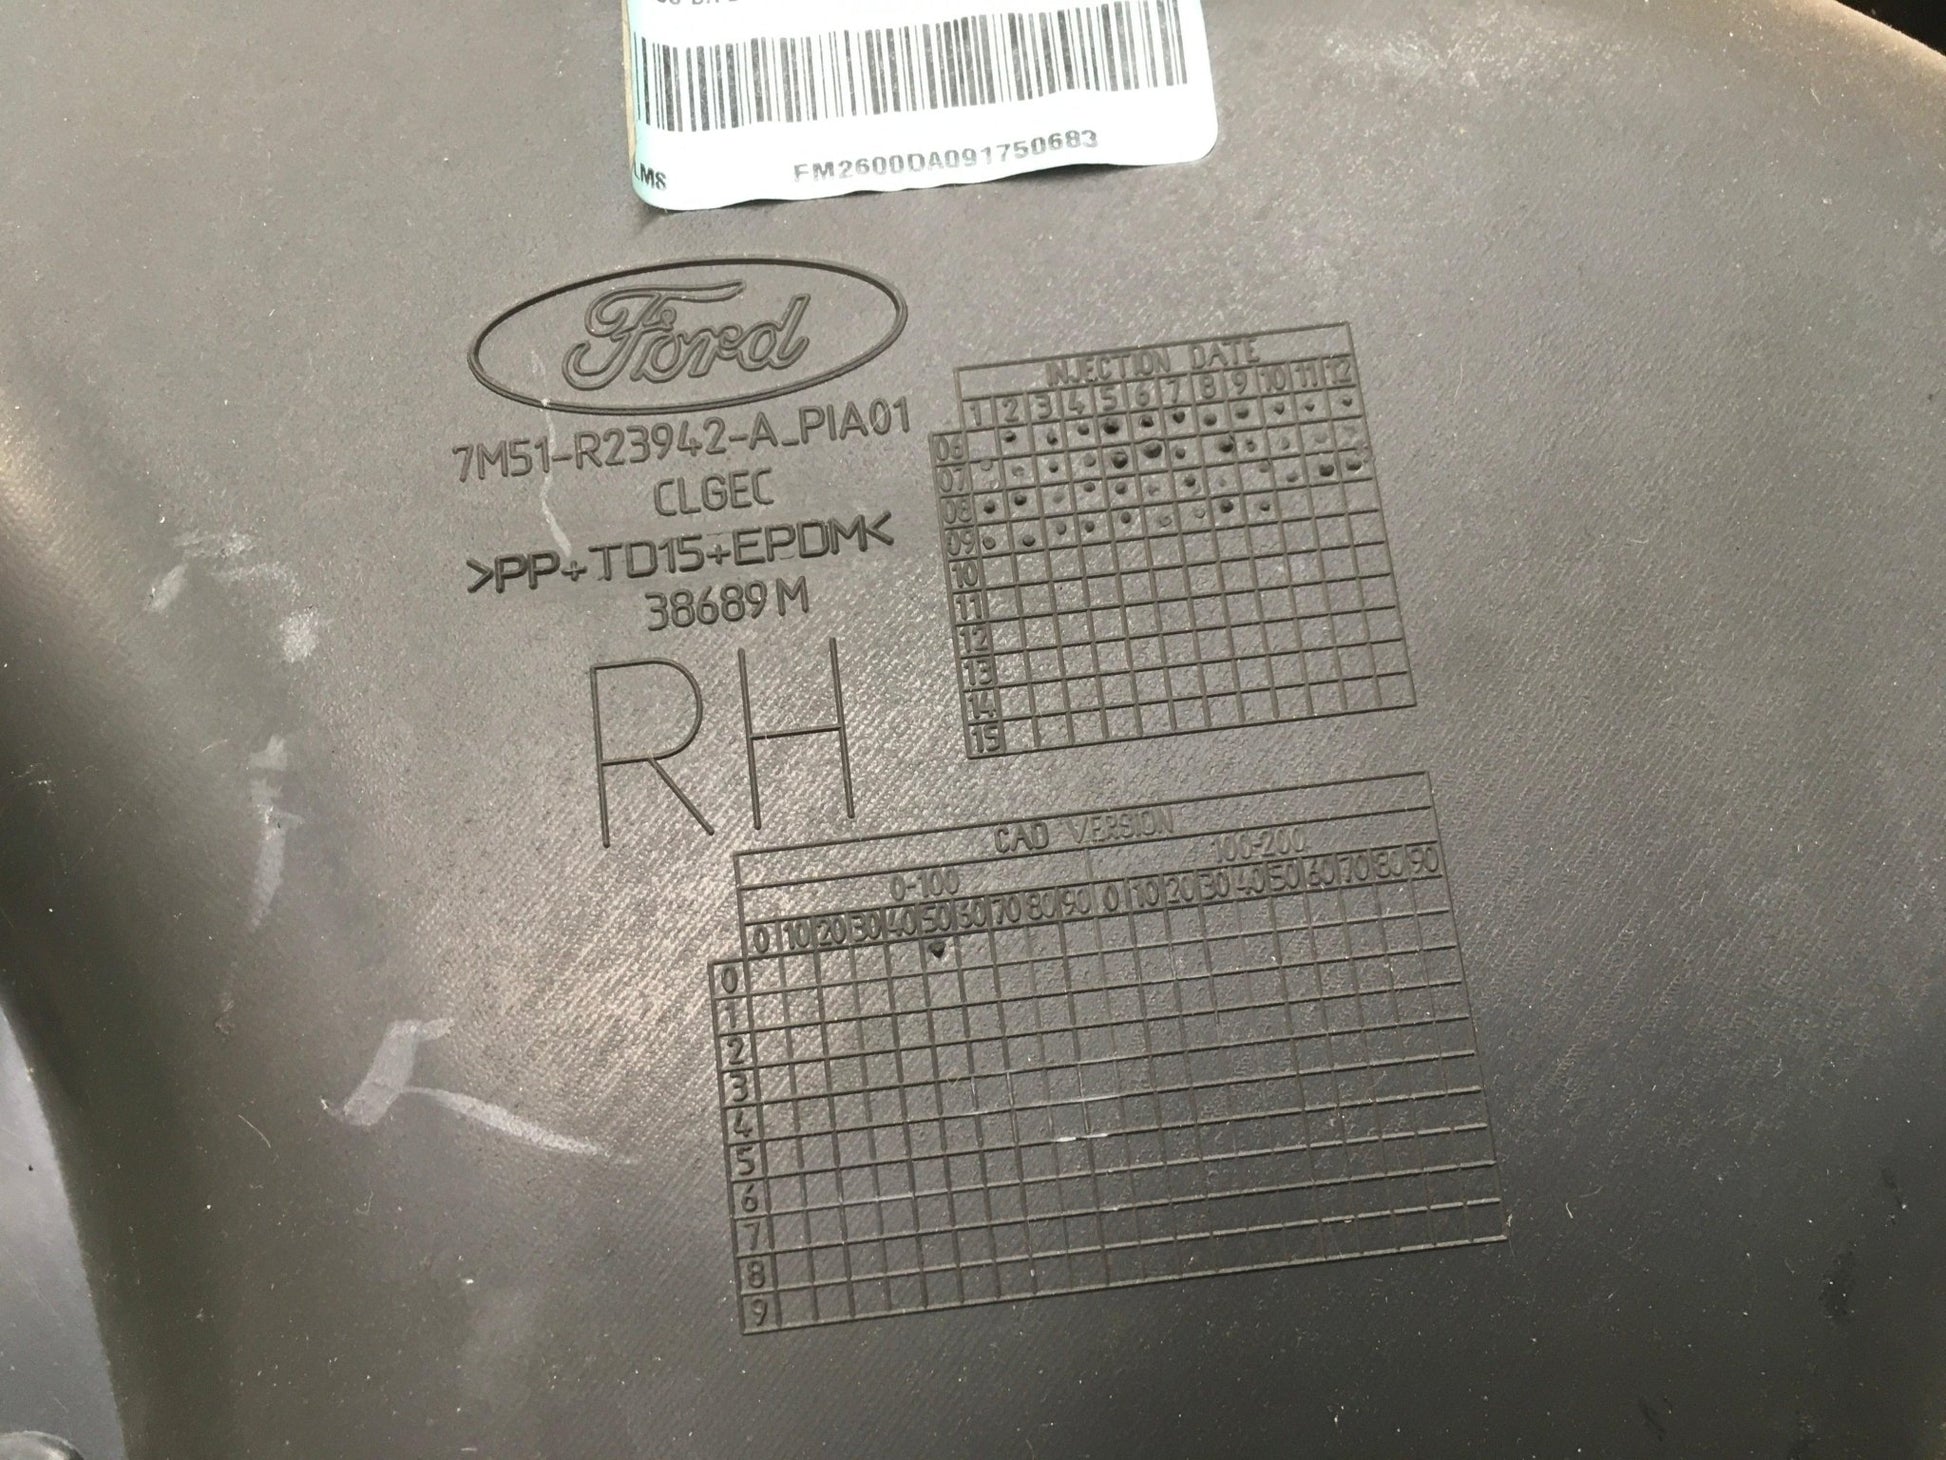 LMS
FM2600DA091750683
Ford
7M51-R23942-A_PIA01
CLGEC
>PP+TD15+EPDM<
38689M
RH
INJECTION DATE
1 2 3 4 5 6 7 8 9 10 11 12
06
07
08
09
10
11
12
13
14
15
CAD VERSION
0-100 100-200
0 10 20 30 40 50 60 70 80 90 0 10 20 30 40 50 60 70 80 90
0
1
2
3
4
5
6
7
8
9